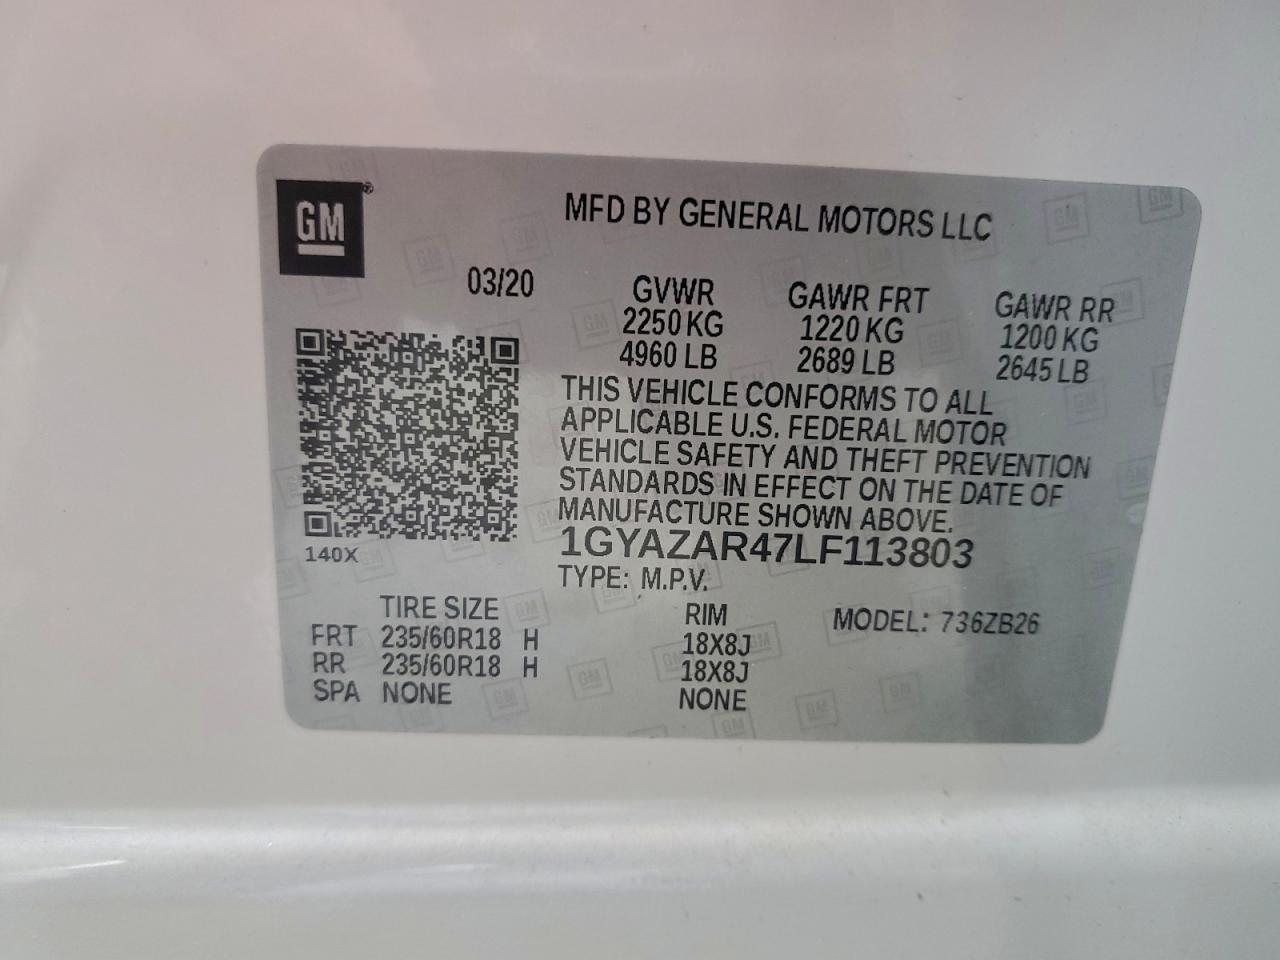 GM
MFD BY GENERAL MOTORS LLC
03/20 GVWR GAWR FRT GAWR RR
2250 KG 1220 KG 1200 KG
4960 LB 2689 LB 2645 LB
THIS VEHICLE CONFORMS TO ALL
APPLICABLE U.S. FEDERAL MOTOR
VEHICLE SAFETY AND THEFT PREVENTION
STANDARDS IN EFFECT ON THE DATE OF
MANUFACTURE SHOWN ABOVE.
140X
1GYAZAR47LF113803
TYPE: M.P.V.
TIRE SIZE RIM MODEL: 736ZB26
FRT 235/60R18 H 18X8J
RR 235/60R18 H 18X8J
SPA NONE NONE